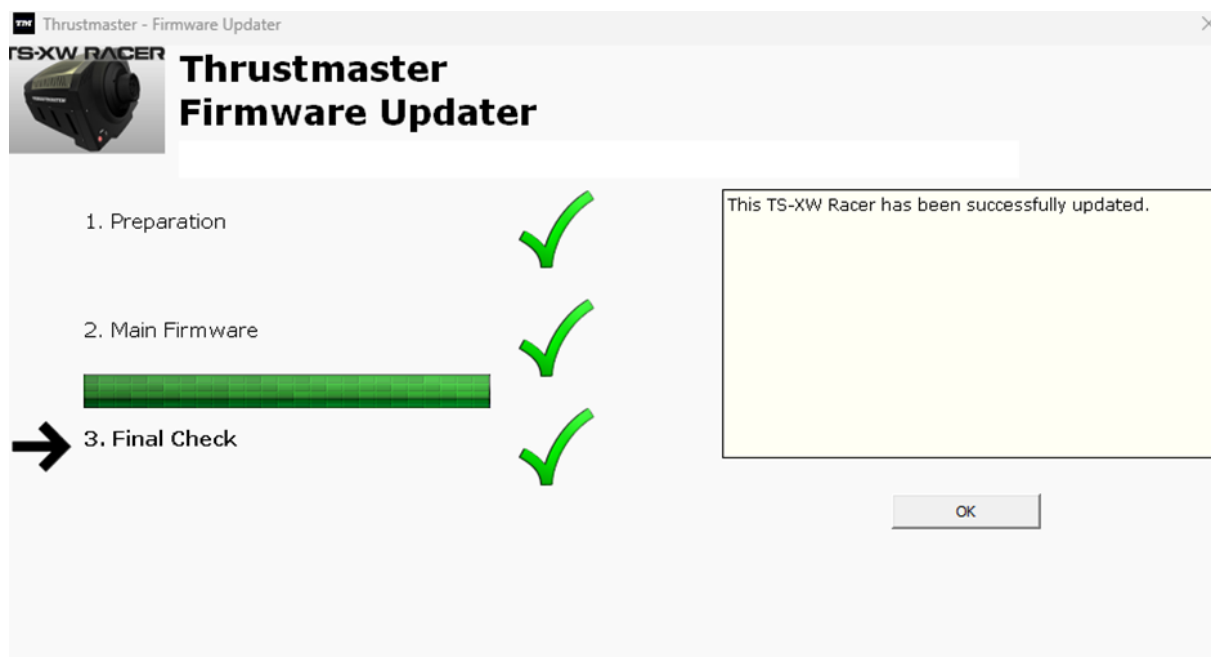 Thrustmaster - Firmware Updater
TS-XW RACER
Thrustmaster
Firmware Updater
1. Preparation
This TS-XW Racer has been successfully updated.
2. Main Firmware
3. Final Check
OK